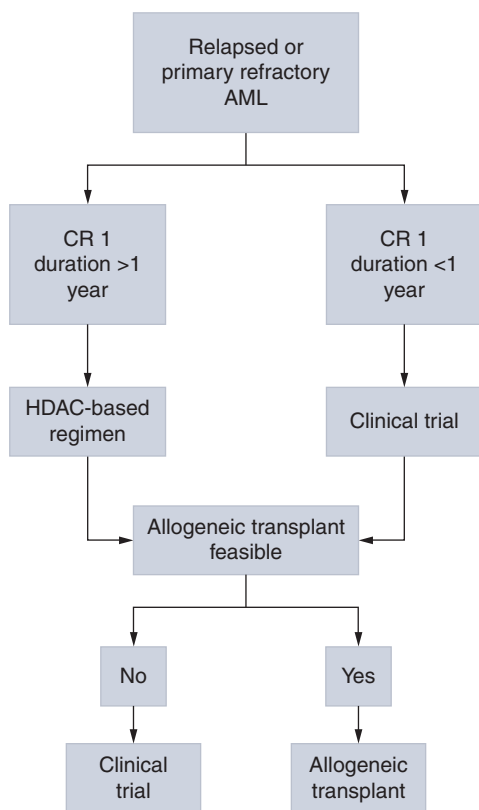 Relapsed or
primary refractory
AML
CR 1
duration >1
year
CR 1
duration <1
year
HDAC-based
regimen
Clinical trial
Allogeneic transplant
feasible
No
Yes
Clinical
trial
Allogeneic
transplant